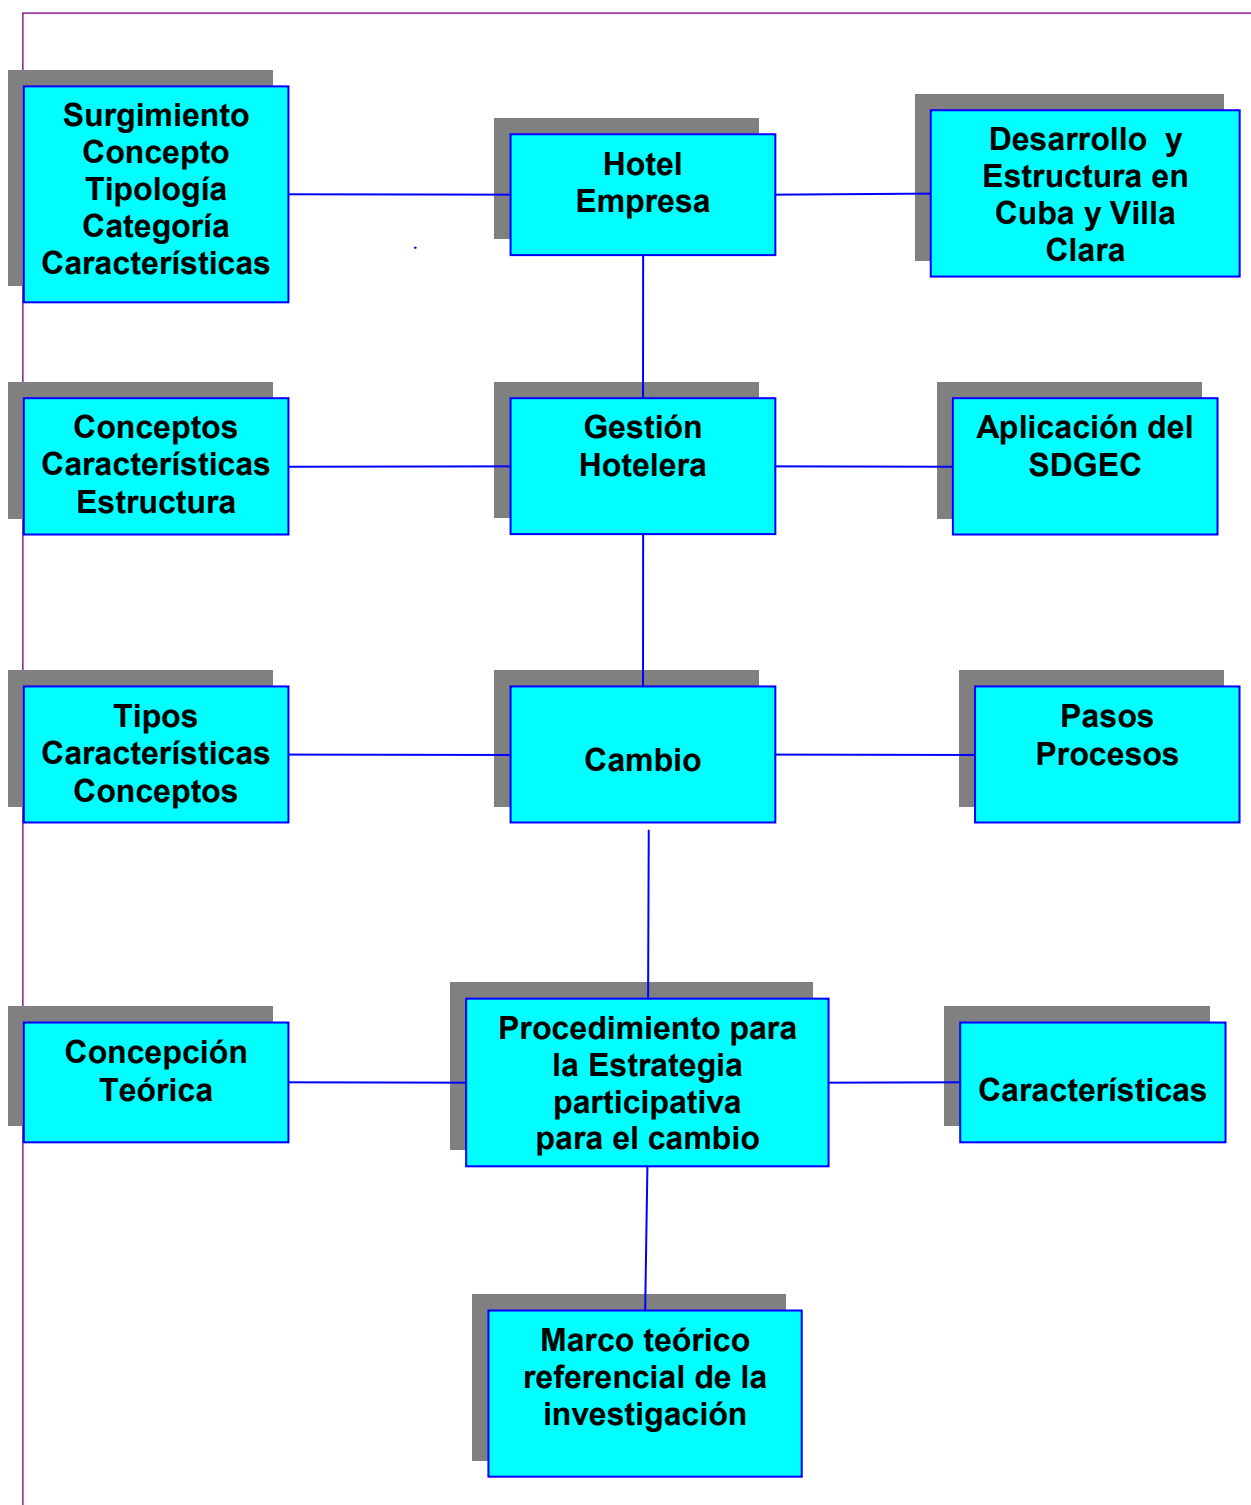 Surgimiento
Concepto
Tipología
Categoría
Características
Hotel
Empresa
Desarrollo  y
Estructura en
Cuba y Villa
Clara
Conceptos
Características
Estructura
Gestión
Hotelera
Aplicación del
SDGEC
Tipos
Características
Conceptos
Cambio
Pasos
Procesos
Concepción
Teórica
Procedimiento para
la Estrategia
participativa
para el cambio
Características
Marco teórico
referencial de la
investigación